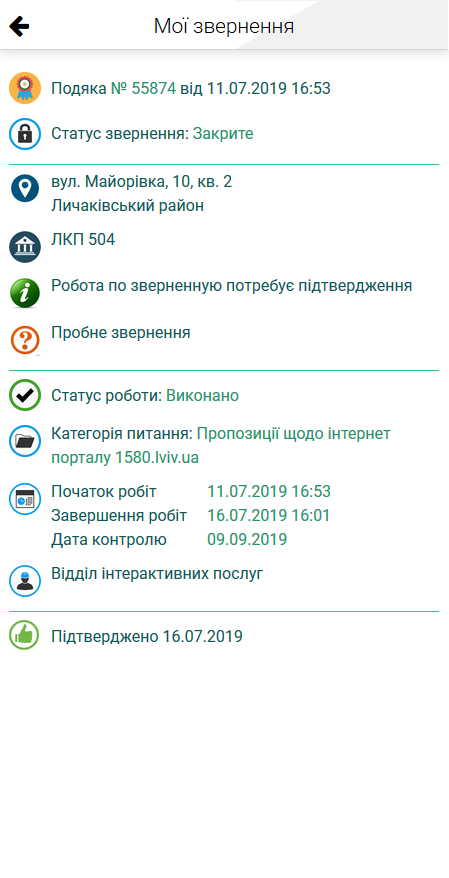 Мої звернення
Подяка № 55874 від 11.07.2019 16:53
Статус звернення: Закрите
вул. Майорівка, 10, кв. 2
Личаківський район
ЛКП 504
Робота по зверненную потребує підтвердження
Пробне звернення
Статус роботи: Виконано
Категорія питання: Пропозиції щодо інтернет
порталу 1580.lviv.ua
Початок робіт 11.07.2019 16:53
Завершення робіт 16.07.2019 16:01
Дата контролю 09.09.2019
Відділ інтерактивних послуг
Підтверджено 16.07.2019